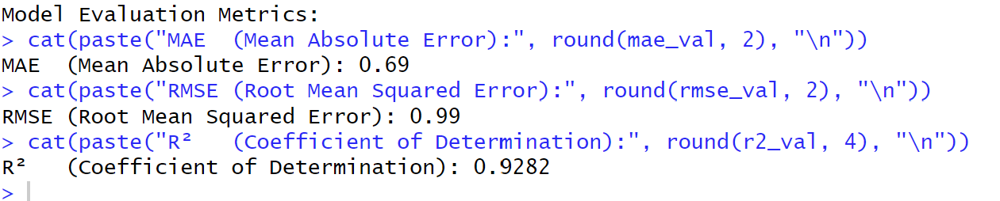 Model Evaluation Metrics:
> cat(paste("MAE  (Mean Absolute Error):", round(mae_val, 2), "\n"))
MAE  (Mean Absolute Error): 0.69
> cat(paste("RMSE (Root Mean Squared Error):", round(rmse_val, 2), "\n"))
RMSE (Root Mean Squared Error): 0.99
> cat(paste("R²   (Coefficient of Determination):", round(r2_val, 4), "\n"))
R²   (Coefficient of Determination): 0.9282
>